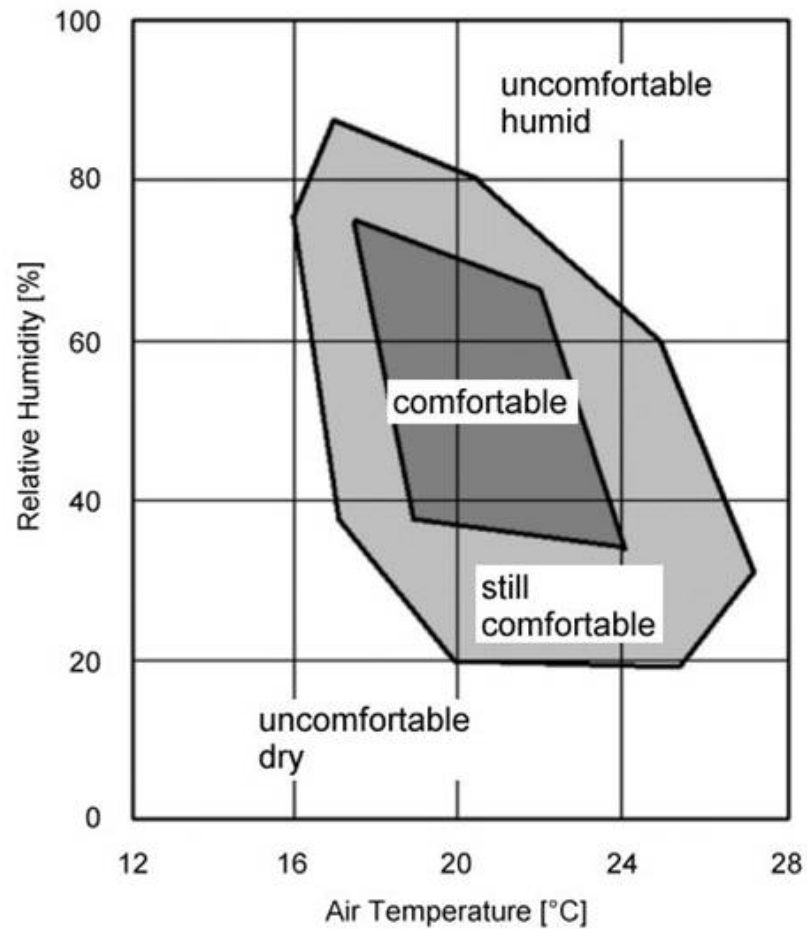 100
80
60
40
20
0
Relative Humidity [%]
uncomfortable
humid
comfortable
still
comfortable
uncomfortable
dry
12 16 20 24 28
Air Temperature [°C]